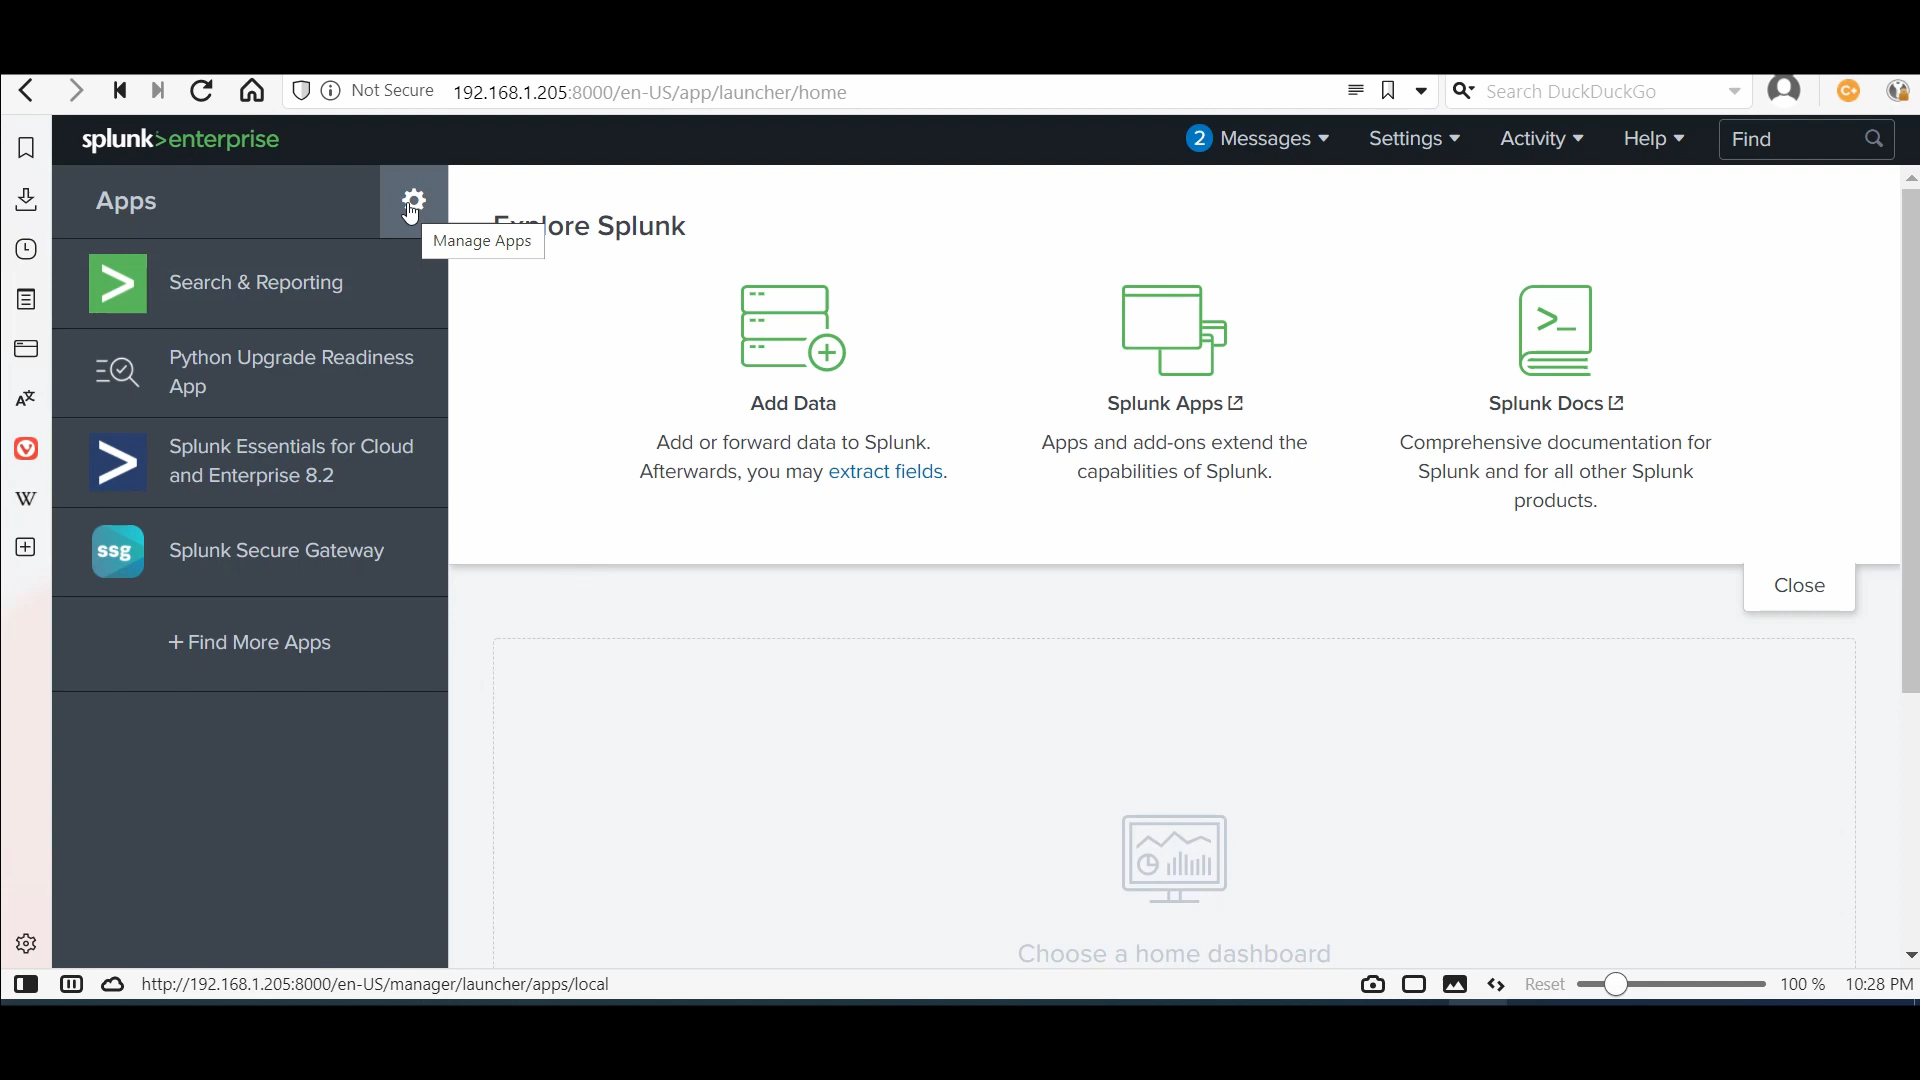 Not Secure 192.168.1.205:8000/en-US/app/launcher/home Search DuckDuckGo
splunk>enterprise 2 Messages Settings Activity Help Find
Apps
Manage Apps
Explore Splunk
Search & Reporting
Python Upgrade Readiness
App
Splunk Essentials for Cloud
and Enterprise 8.2
ssg Splunk Secure Gateway
+ Find More Apps
Add Data
Add or forward data to Splunk.
Afterwards, you may extract fields.
Splunk Apps
Apps and add-ons extend the
capabilities of Splunk.
Splunk Docs
Comprehensive documentation for
Splunk and for all other Splunk
products.
Close
Choose a home dashboard
http://192.168.1.205:8000/en-US/manager/launcher/apps/local Reset 100 % 10:28 PM